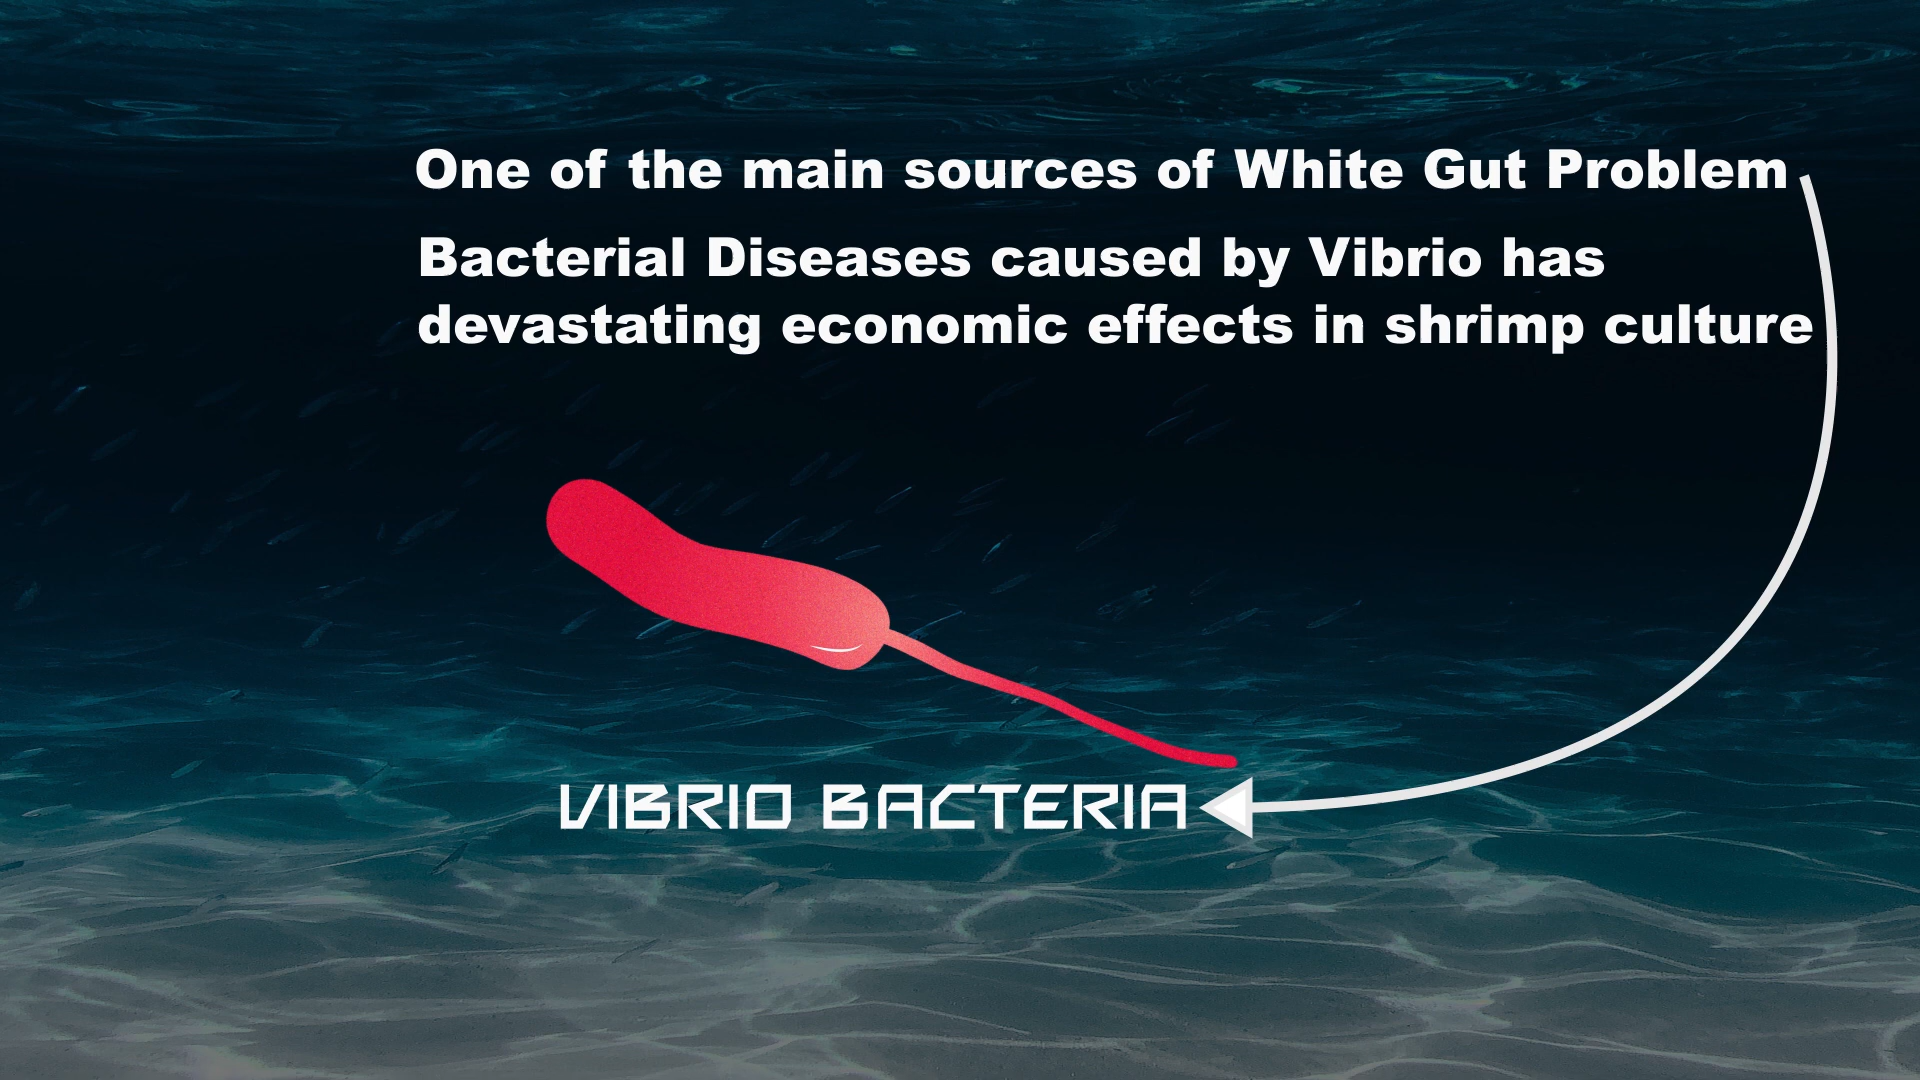 One of the main sources of White Gut Problem
Bacterial Diseases caused by Vibrio has
devastating economic effects in shrimp culture
VIBRIO BACTERIA